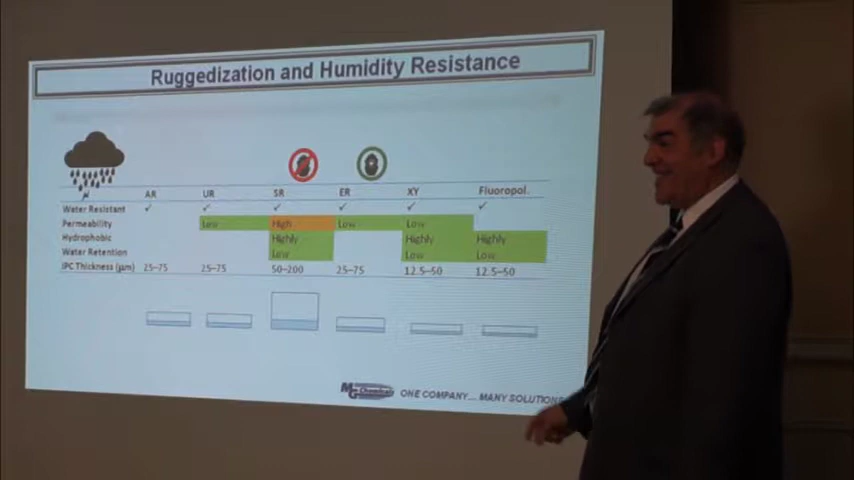 Ruggedization and Humidity Resistance
AR UR SR ER XY Fluoropol.
Water Resistant ✓ ✓ ✓ ✓ ✓ ✓
Permeability Low High Low Low
Hydrophobic Highly Highly Highly
Water Retention Low Low Low
IPC Thickness (µm) 25–75 25–75 50–200 25–75 12.5–50 12.5–50
MG Chemicals ONE COMPANY... MANY SOLUTIONS